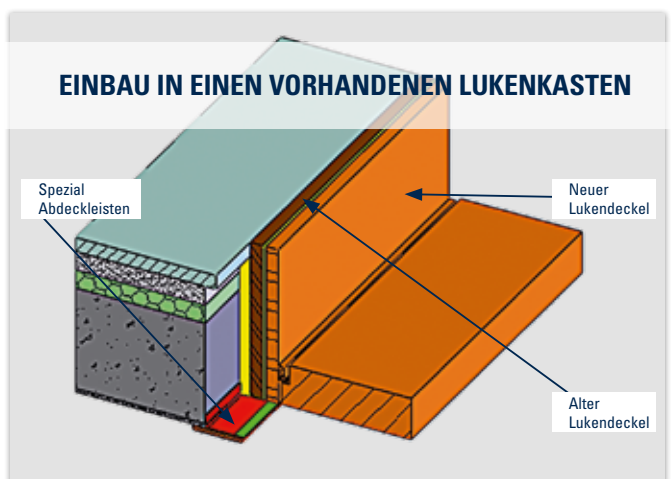 EINBAU IN EINEN VORHANDENEN LUKENKASTEN
Spezial
Abdeckleisten
Neuer
Lukendeckel
Alter
Lukendeckel